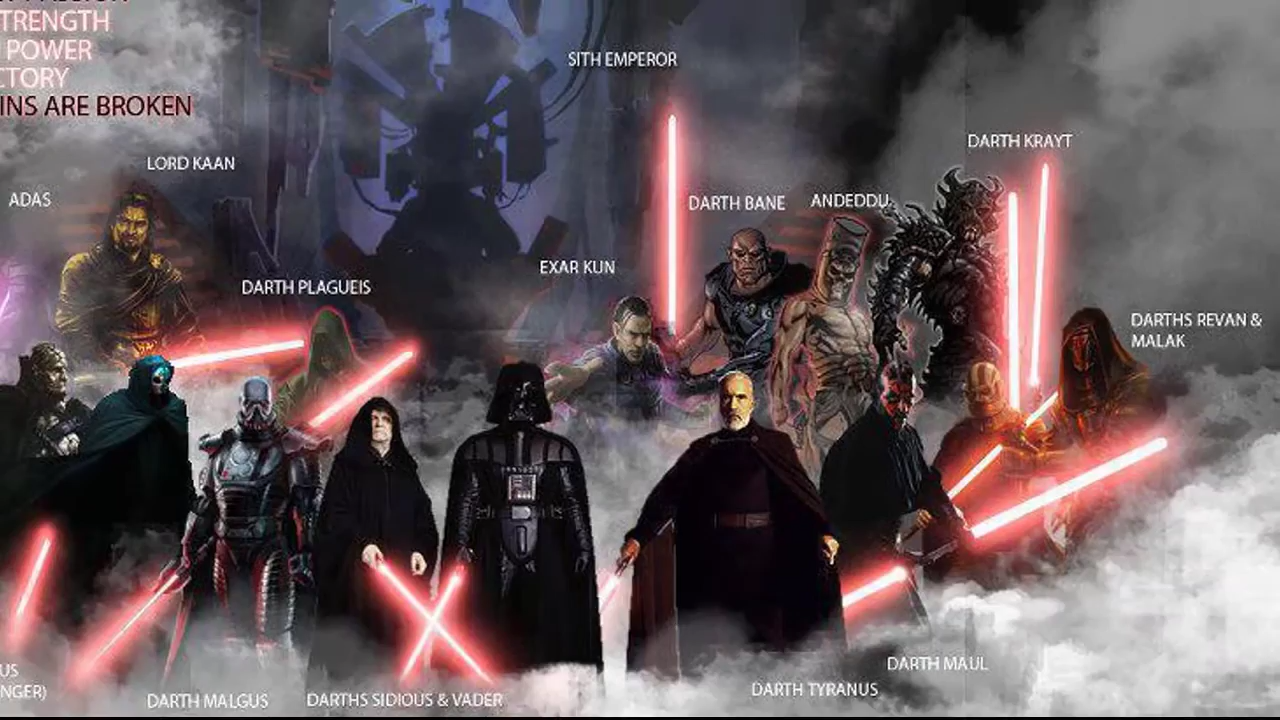 TRENGTH
POWER
CTORY
INS ARE BROKEN
SITH EMPEROR
DARTH KRAYT
LORD KAAN
ADAS
DARTH BANE
ANDEDDU
EXAR KUN
DARTH PLAGUEIS
DARTHS REVAN &
MALAK
US
NGER)
DARTH MAUL
DARTH TYRANUS
DARTH MALGUS
DARTHS SIDIOUS & VADER